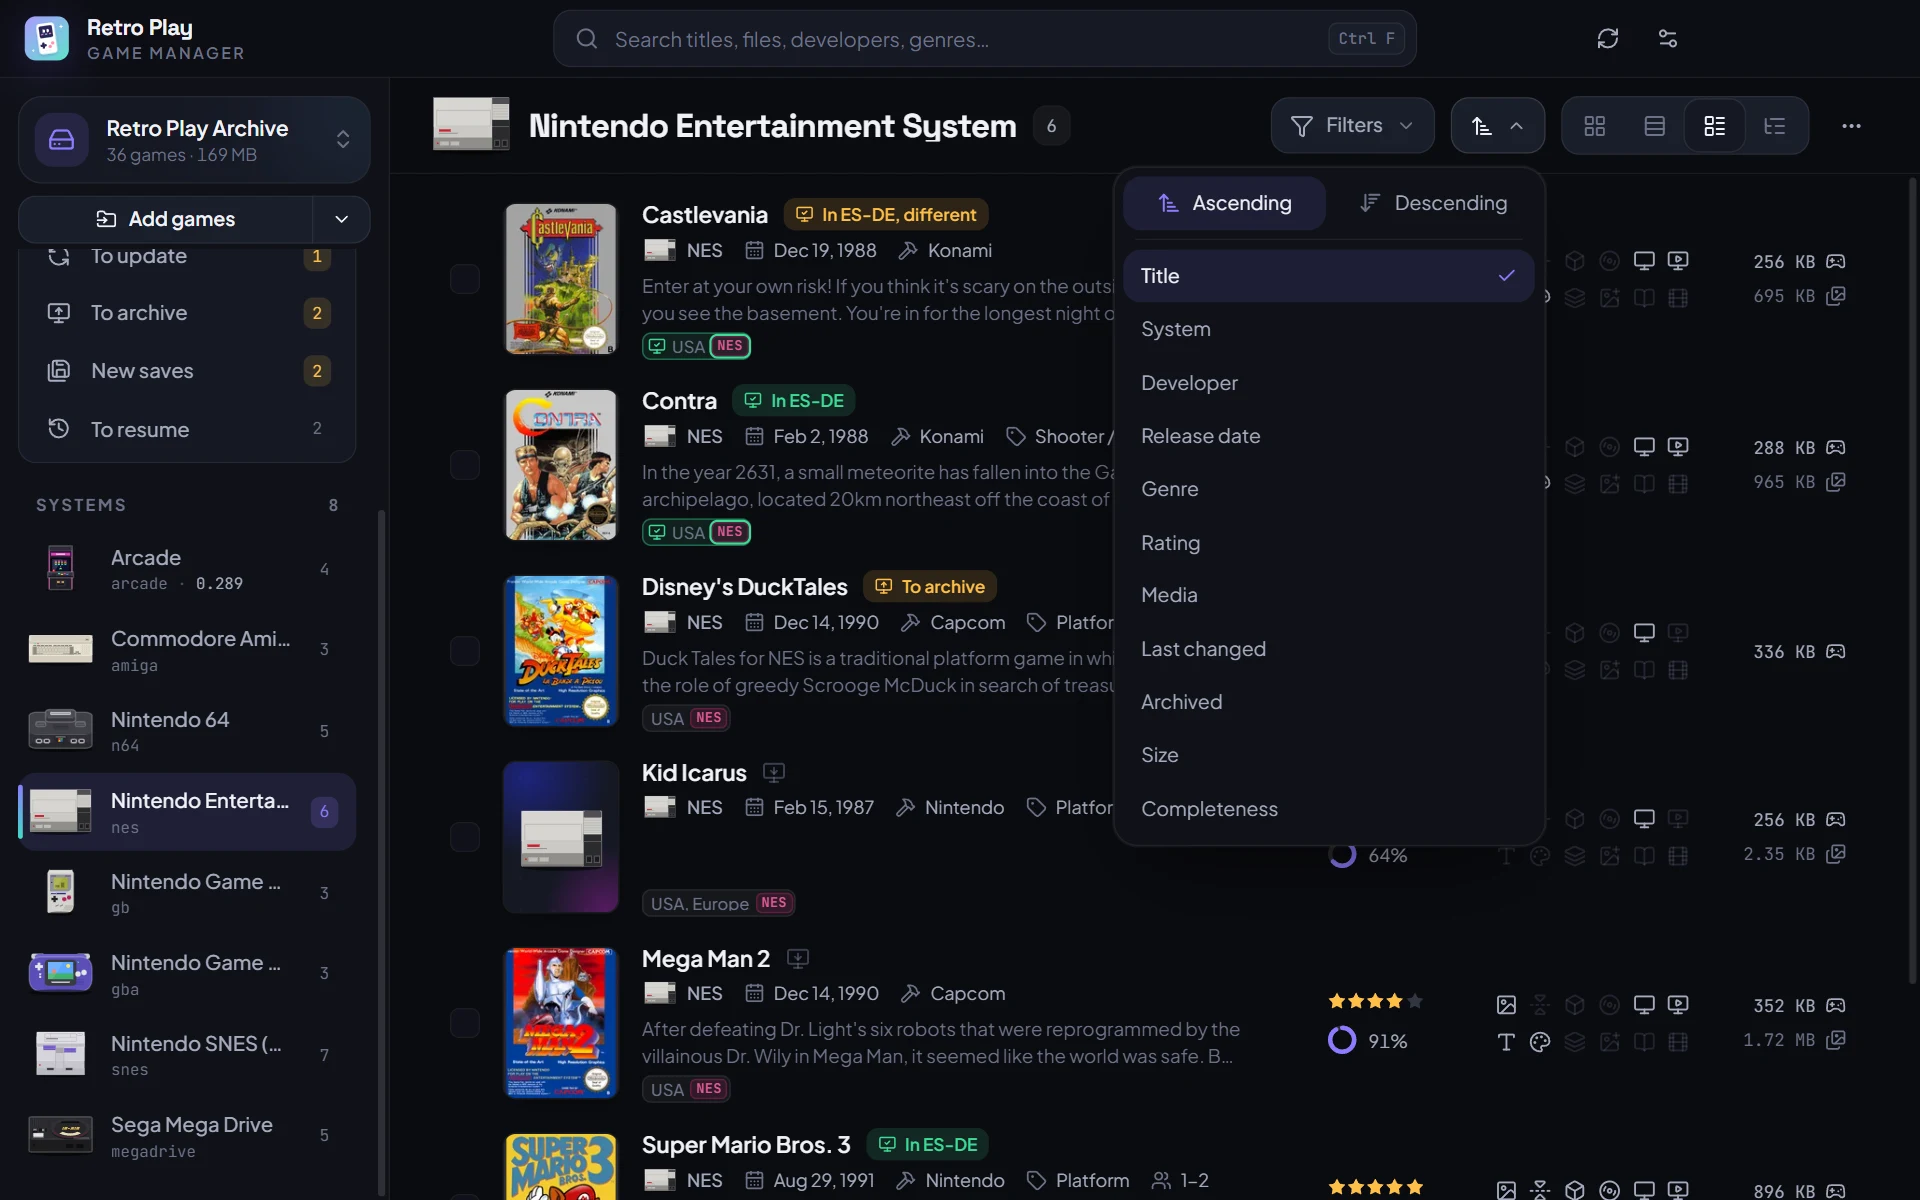 Retro Play
GAME MANAGER
Search titles, files, developers, genres...
Ctrl F
Retro Play Archive
36 games · 169 MB
Add games
To update
1
To archive
2
New saves
2
To resume
2
SYSTEMS
8
Arcade
arcade · 0.289
4
Commodore Ami...
amiga
3
Nintendo 64
n64
5
Nintendo Enterta...
nes
6
Nintendo Game ...
gb
3
Nintendo Game ...
gba
3
Nintendo SNES (...
snes
7
Sega Mega Drive
megadrive
5
Nintendo Entertainment System
6
Filters
Ascending
Descending
Title
System
Developer
Release date
Genre
Rating
Media
Last changed
Archived
Size
Completeness
Castlevania
In ES-DE, different
NES
Dec 19, 1988
Konami
Enter at your own risk! If you think it's scary on the outsi
you see the basement. You're in for the longest night o
USA
NES
256 KB
695 KB
Contra
In ES-DE
NES
Feb 2, 1988
Konami
Shooter /
In the year 2631, a small meteorite has fallen into the Ga
archipelago, located 20km northeast off the coast of
USA
NES
288 KB
965 KB
Disney's DuckTales
To archive
NES
Dec 14, 1990
Capcom
Platfor
Duck Tales for NES is a traditional platform game in whi
the role of greedy Scrooge McDuck in search of treasu
USA
NES
336 KB
Kid Icarus
NES
Feb 15, 1987
Nintendo
Platfor
USA, Europe
NES
64%
256 KB
2.35 KB
Mega Man 2
NES
Dec 14, 1990
Capcom
After defeating Dr. Light's six robots that were reprogrammed by the
villainous Dr. Wily in Mega Man, it seemed like the world was safe. B...
USA
NES
91%
352 KB
1.72 MB
Super Mario Bros. 3
In ES-DE
NES
Aug 29, 1991
Nintendo
Platform
1-2
896 KB
KONAMI
Castlevania
KONAMI
CONTRA
DUCK TALES
CAPCOM
MEGA MAN 2
SUPER
MARIO BROS. 3